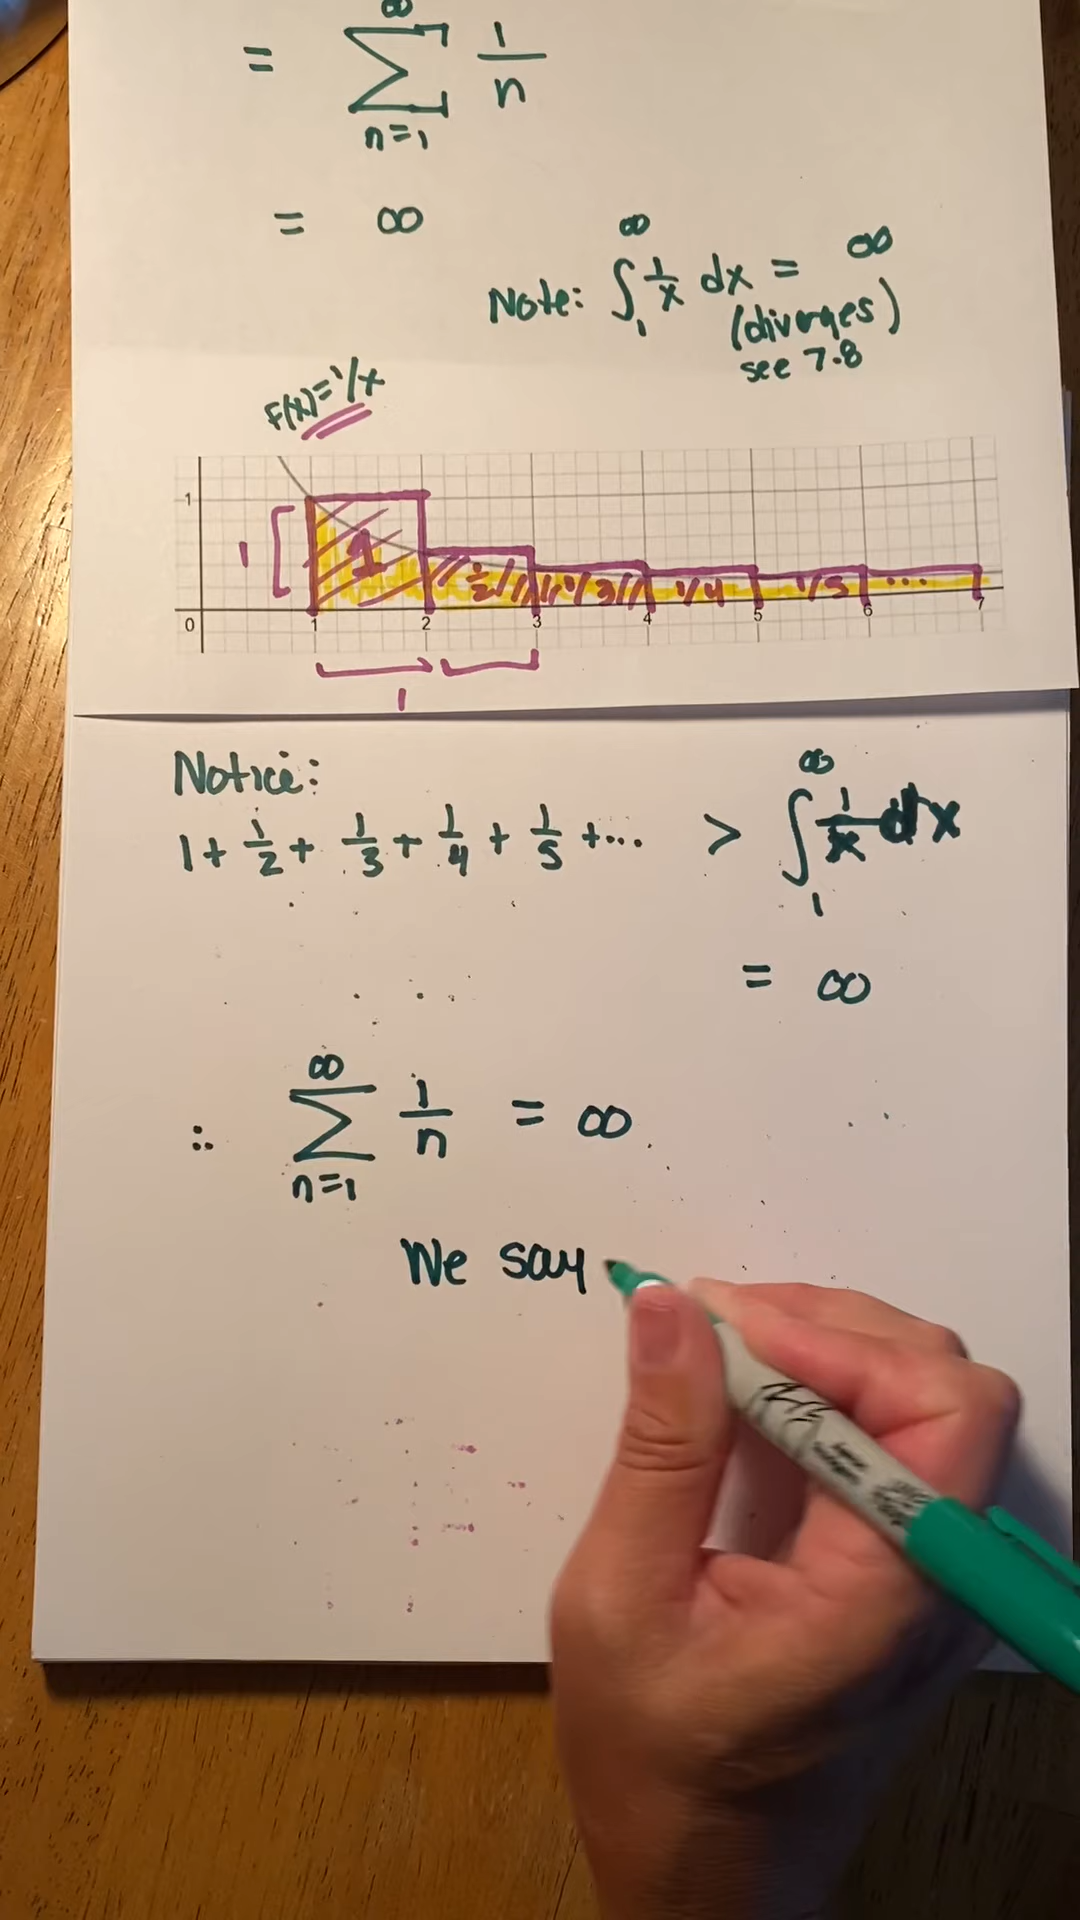 = ∞ Σ n=1 1/n
= ∞
Note: ∫₁^∞ 1/x dx = ∞
(diverges)
see 7.8
f(x)=1/x
1
1 1 1/2 1/3 1/4 1/5 ...
0 1 2 3 4 5 6 7
1
Notice:
1 + 1/2 + 1/3 + 1/4 + 1/5 + ... > ∫₁^∞ 1/x dx
= ∞
∴ ∞ Σ n=1 1/n = ∞
We say